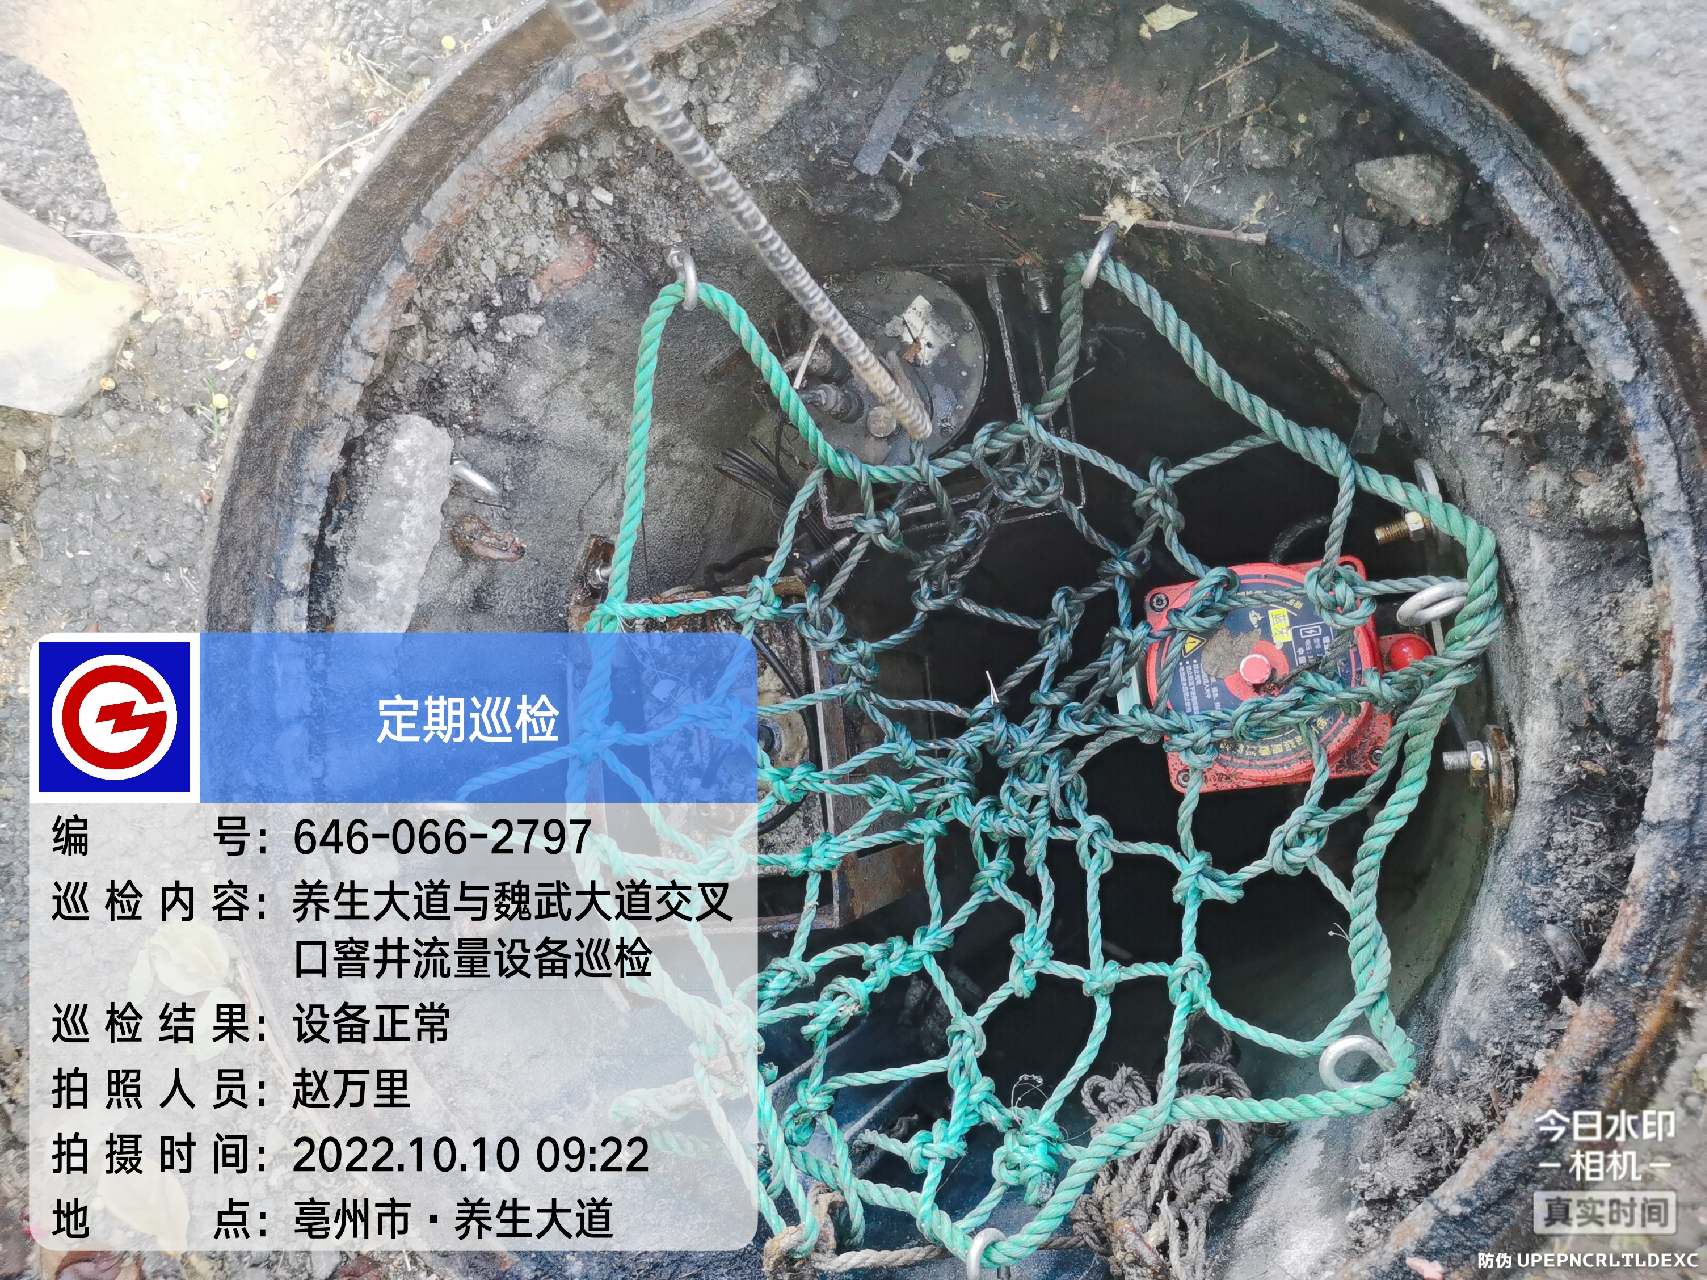 定期巡检
编号：646-066-2797
巡检内容：养生大道与魏武大道交叉
口窖井流量设备巡检
巡检结果：设备正常
拍照人员：赵万里
拍摄时间：2022.10.10 09:22
地点：亳州市·养生大道
今日水印
相机
真实时间
防伪 UPEPNCRLTLDEXC